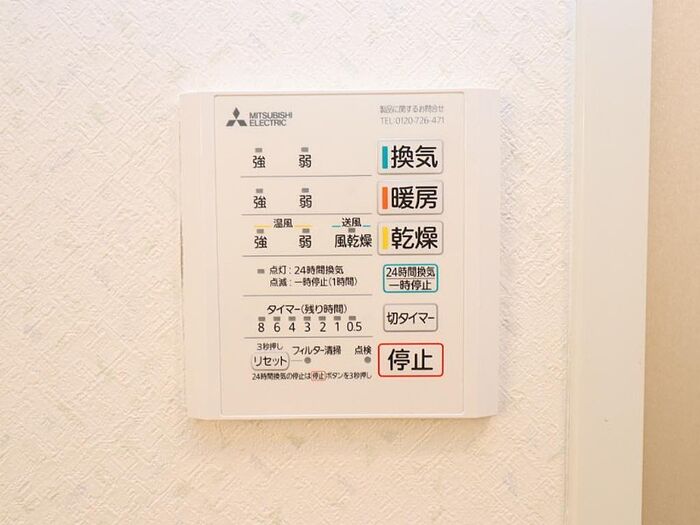 MITSUBISHI
ELECTRIC
製品に関するお問合せ
TEL:0120-726-471
強 弱 換気
強 弱 暖房
温風 送風
強 弱 風乾燥 乾燥
点灯:24時間換気
点滅:一時停止(1時間)
24時間換気
一時停止
タイマー(残り時間)
8 6 4 3 2 1 0.5
切タイマー
3秒押し
リセット フィルター清掃 点検
停止
24時間換気の停止は停止ボタンを3秒押し